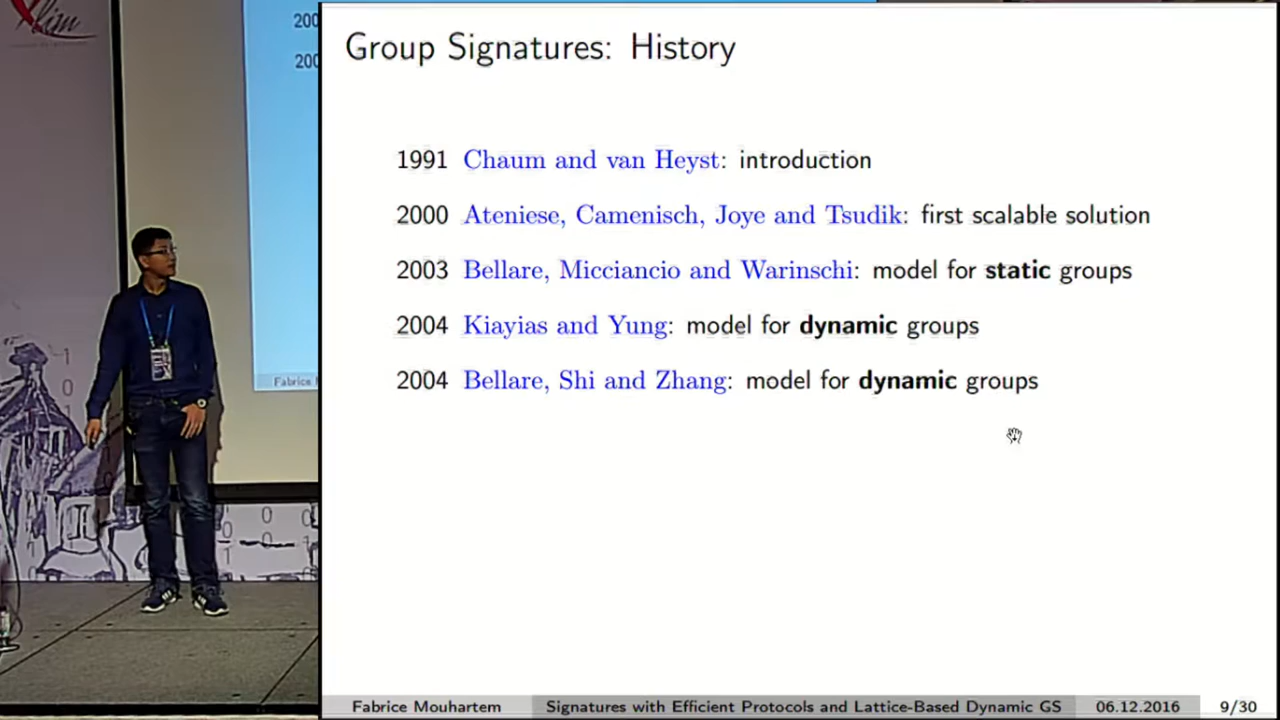 200
200
Fabrice
Group Signatures: History
1991 Chaum and van Heyst: introduction
2000 Ateniese, Camenisch, Joye and Tsudik: first scalable solution
2003 Bellare, Micciancio and Warinschi: model for static groups
2004 Kiayias and Yung: model for dynamic groups
2004 Bellare, Shi and Zhang: model for dynamic groups
Fabrice Mouhartem Signatures with Efficient Protocols and Lattice-Based Dynamic GS 06.12.2016 9/30